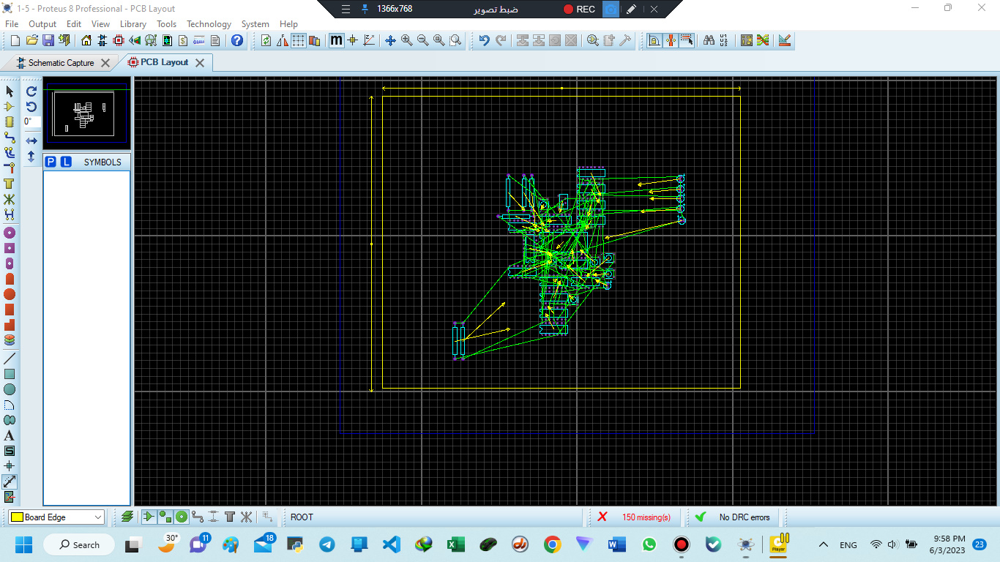 1-5 - Proteus 8 Professional - PCB Layout
1366x768
ضبط تصویر
REC
File Output Edit View Library Tools Technology System Help
Schematic Capture
PCB Layout
0°
P L SYMBOLS
Board Edge
ROOT
150 missing(s)
No DRC errors
Search
30°
11
18
ENG
9:58 PM
6/3/2023
23